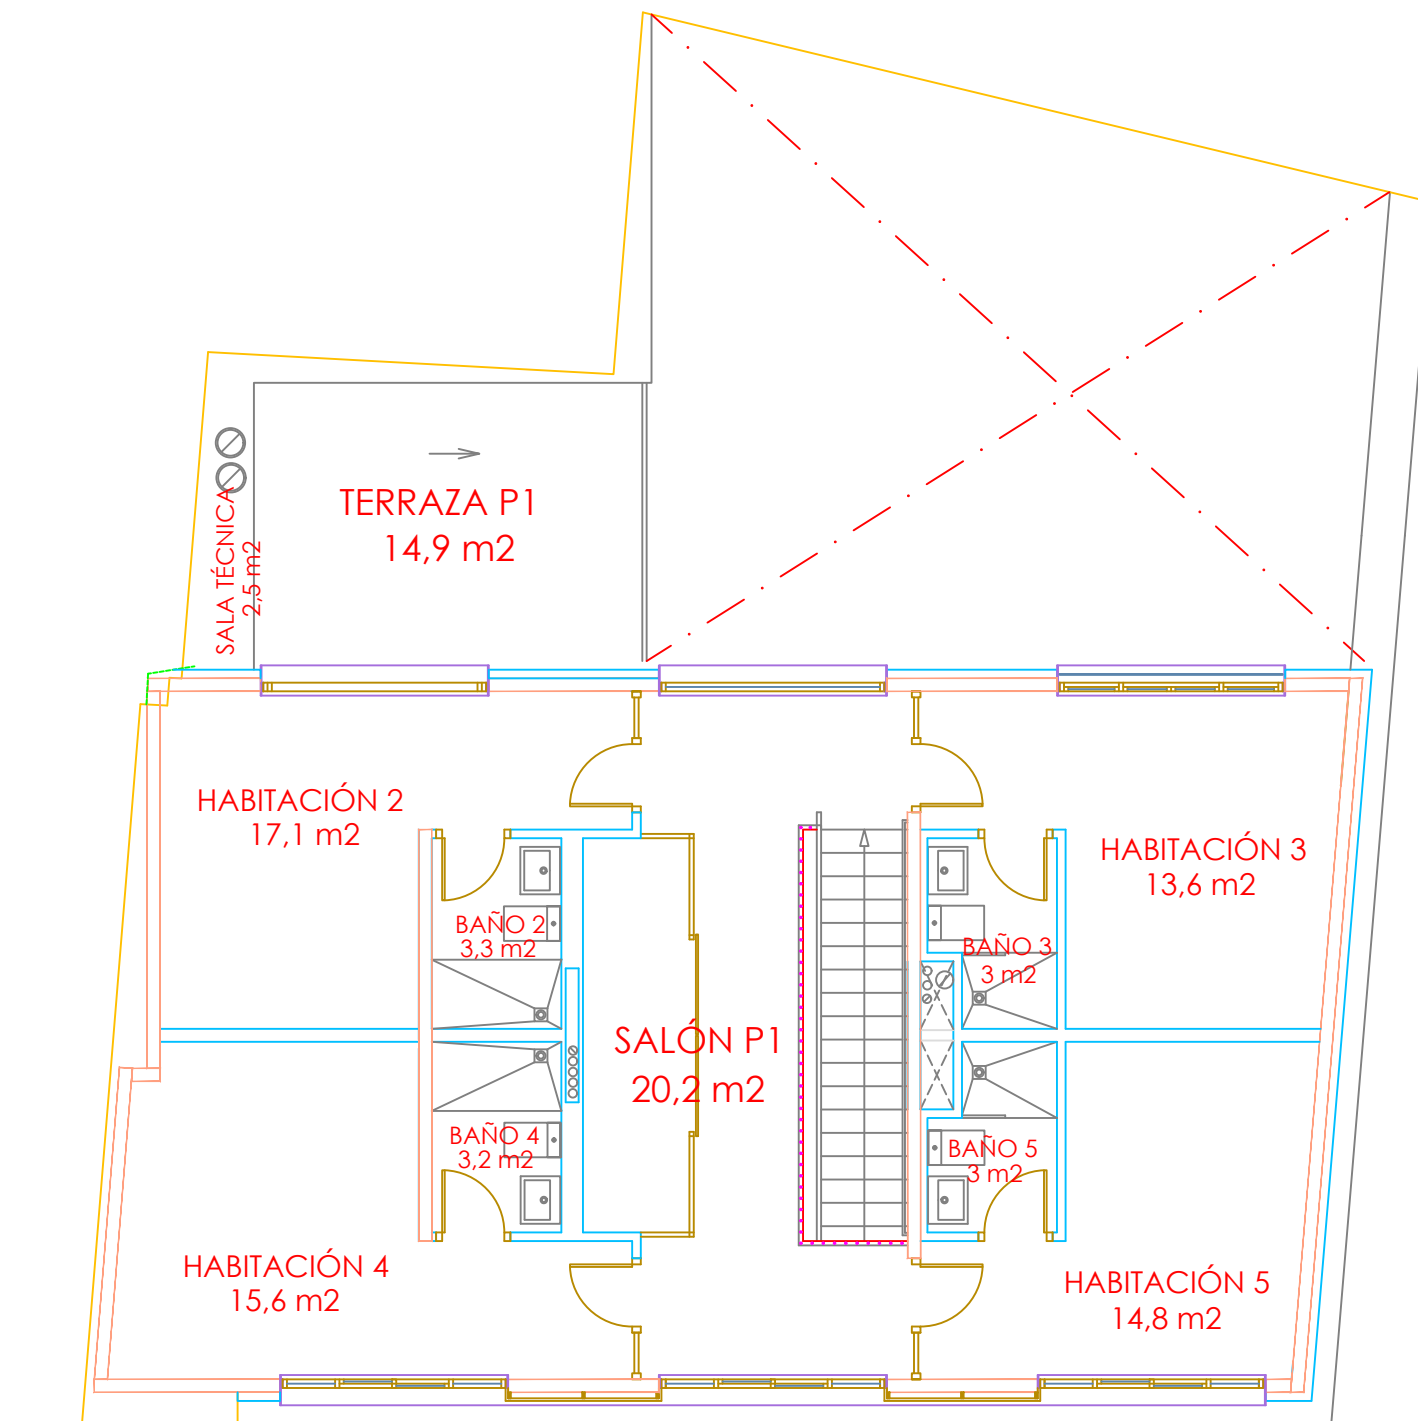 TERRAZA P1
14,9 m2
SALA TÉCNICA
2,5 m2
HABITACIÓN 2
17,1 m2
HABITACIÓN 3
13,6 m2
BAÑO 2
3,3 m2
BAÑO 3
3 m2
SALÓN P1
20,2 m2
BAÑO 4
3,2 m2
BAÑO 5
3 m2
HABITACIÓN 4
15,6 m2
HABITACIÓN 5
14,8 m2